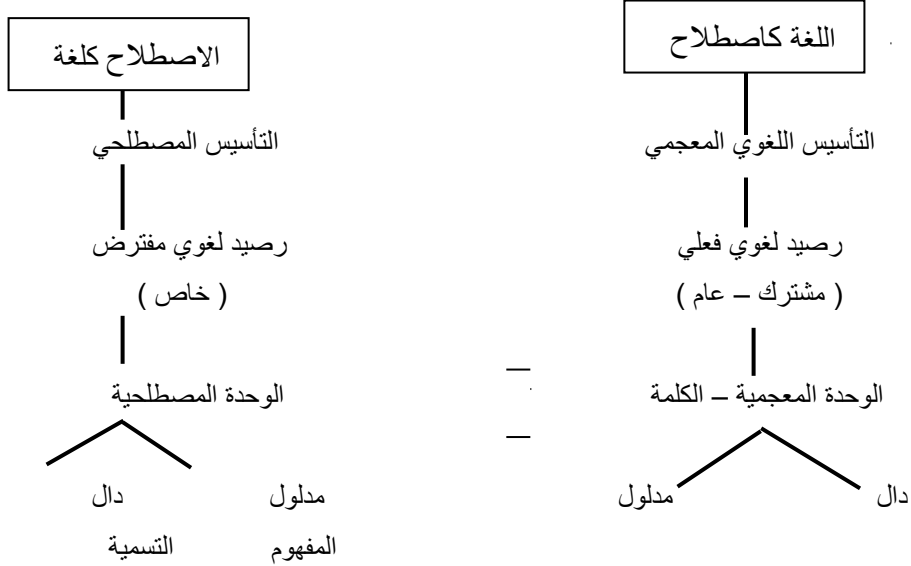 اللغة كاصطلاح
التأسيس اللغوي المعجمي
رصيد لغوي فعلي
( مشترك – عام )
الوحدة المعجمية – الكلمة
دال مدلول
الاصطلاح كلغة
التأسيس المصطلحي
رصيد لغوي مفترض
( خاص )
الوحدة المصطلحية
مدلول دال
المفهوم التسمية